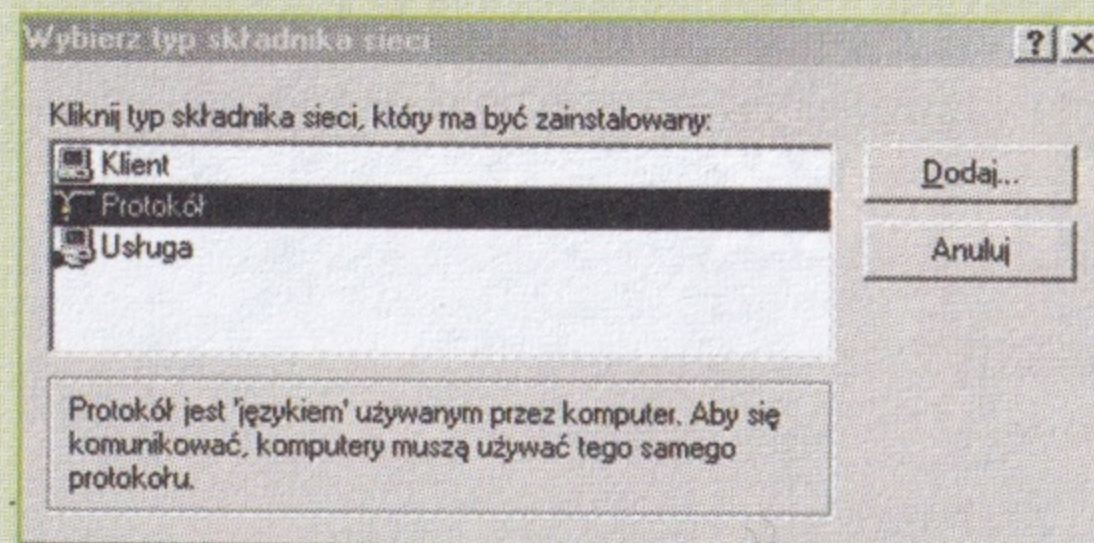 Wybierz typ składnika sieci
Kliknij typ składnika sieci, który ma być zainstalowany:
Klient
Protokół
Usługa
Dodaj...
Anuluj
Protokół jest 'językiem' używanym przez komputer. Aby się
komunikować, komputery muszą używać tego samego
protokołu.